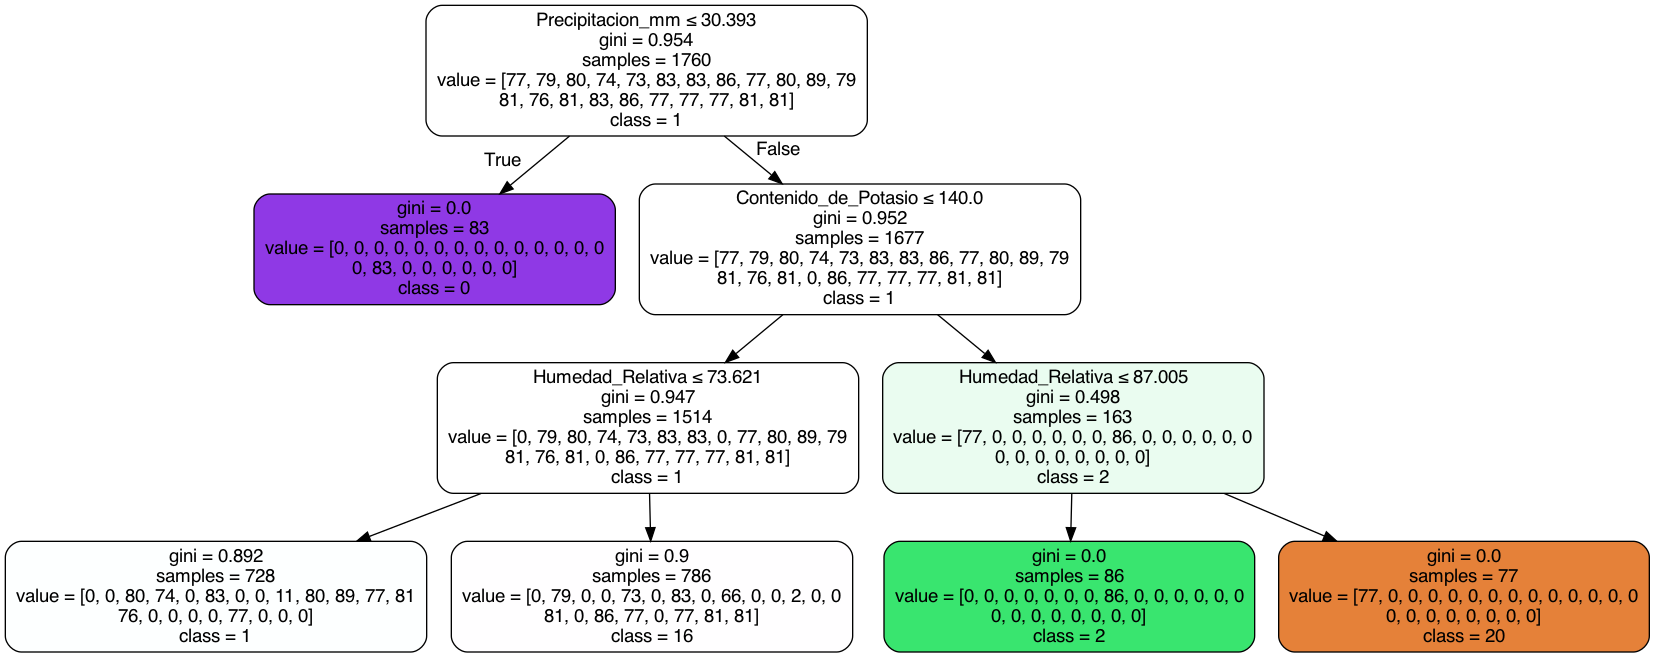 Precipitacion_mm ≤ 30.393
gini = 0.954
samples = 1760
value = [77, 79, 80, 74, 73, 83, 83, 86, 77, 80, 89, 79
81, 76, 81, 83, 86, 77, 77, 77, 81, 81]
class = 1
True
False
gini = 0.0
samples = 83
value = [0, 0, 0, 0, 0, 0, 0, 0, 0, 0, 0, 0, 0, 0
0, 83, 0, 0, 0, 0, 0, 0]
class = 0
Contenido_de_Potasio ≤ 140.0
gini = 0.952
samples = 1677
value = [77, 79, 80, 74, 73, 83, 83, 86, 77, 80, 89, 79
81, 76, 81, 0, 86, 77, 77, 77, 81, 81]
class = 1
Humedad_Relativa ≤ 73.621
gini = 0.947
samples = 1514
value = [0, 79, 80, 74, 73, 83, 83, 0, 77, 80, 89, 79
81, 76, 81, 0, 86, 77, 77, 77, 81, 81]
class = 1
Humedad_Relativa ≤ 87.005
gini = 0.498
samples = 163
value = [77, 0, 0, 0, 0, 0, 0, 86, 0, 0, 0, 0, 0, 0
0, 0, 0, 0, 0, 0, 0, 0]
class = 2
gini = 0.892
samples = 728
value = [0, 0, 80, 74, 0, 83, 0, 0, 11, 80, 89, 77, 81
76, 0, 0, 0, 0, 77, 0, 0, 0]
class = 1
gini = 0.9
samples = 786
value = [0, 79, 0, 0, 73, 0, 83, 0, 66, 0, 0, 2, 0, 0
81, 0, 86, 77, 0, 77, 81, 81]
class = 16
gini = 0.0
samples = 86
value = [0, 0, 0, 0, 0, 0, 0, 86, 0, 0, 0, 0, 0, 0
0, 0, 0, 0, 0, 0, 0, 0]
class = 2
gini = 0.0
samples = 77
value = [77, 0, 0, 0, 0, 0, 0, 0, 0, 0, 0, 0, 0, 0
0, 0, 0, 0, 0, 0, 0, 0]
class = 20